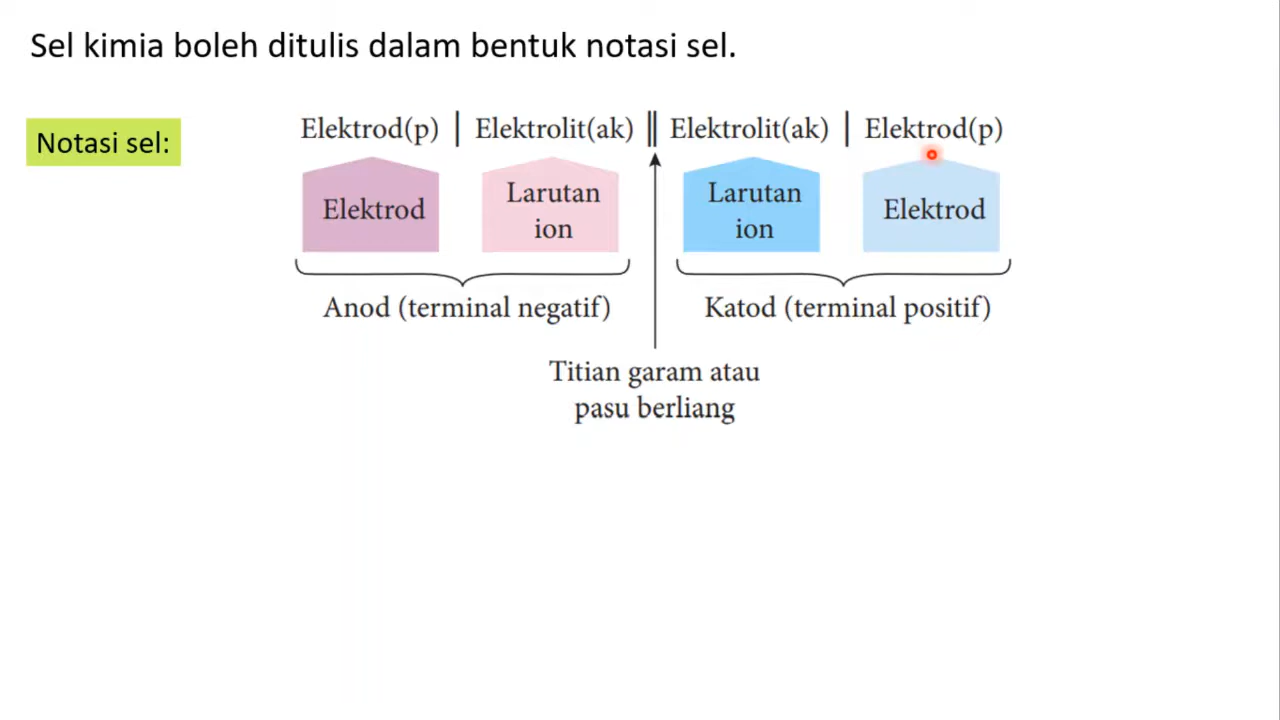 Sel kimia boleh ditulis dalam bentuk notasi sel.
Notasi sel:
Elektrod(p) | Elektrolit(ak) || Elektrolit(ak) | Elektrod(p)
Elektrod
Larutan
ion
Larutan
ion
Elektrod
Anod (terminal negatif)
Katod (terminal positif)
Titian garam atau
pasu berliang